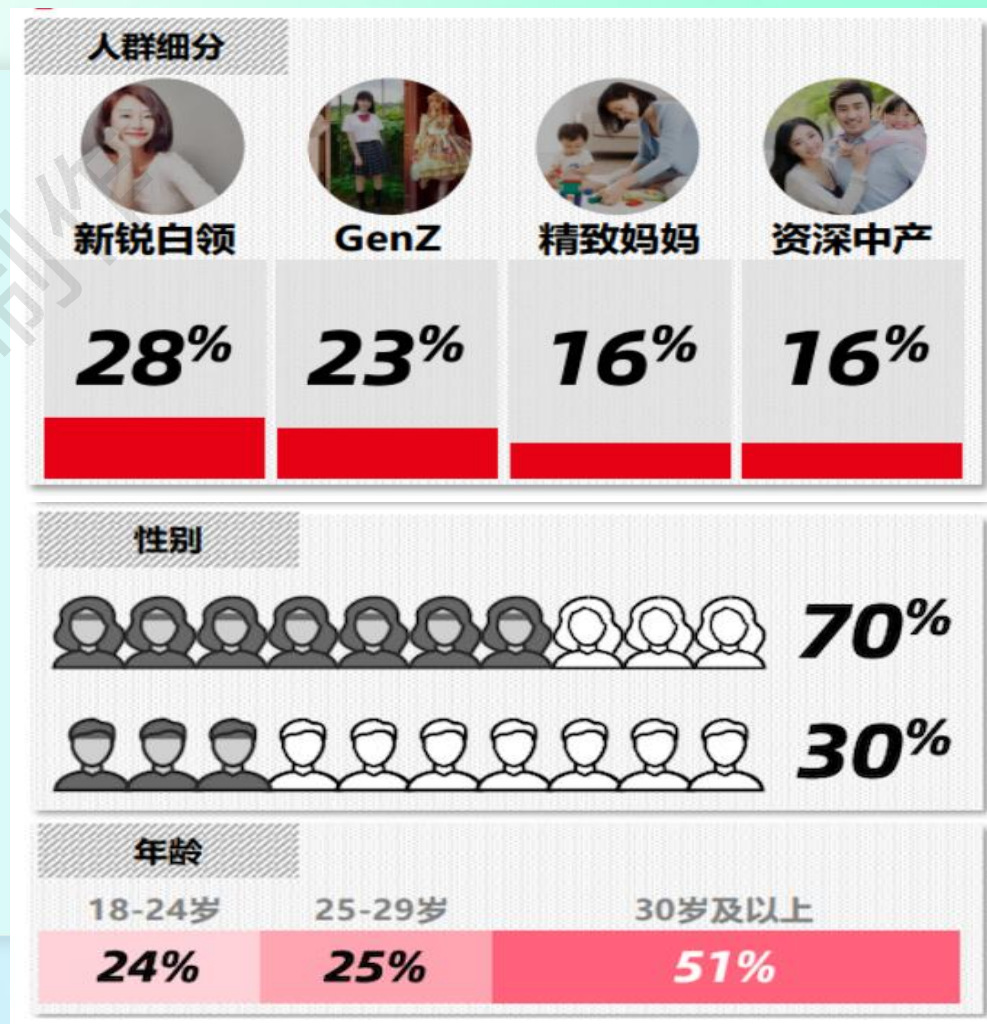 人群细分
新锐白领 GenZ 精致妈妈 资深中产
28% 23% 16% 16%
性别
70%
30%
年龄
18-24岁 25-29岁 30岁及以上
24% 25% 51%
制作